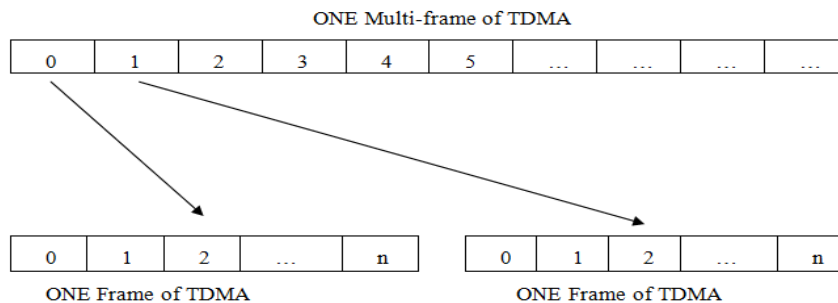 ONE Multi-frame of TDMA
0 1 2 3 4 5 ... ... ... ...
0 1 2 ... n 0 1 2 ... n
ONE Frame of TDMA ONE Frame of TDMA